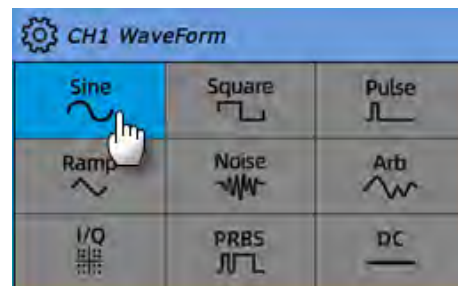 CH1 WaveForm
Sine Square Pulse
Ramp Noise Arb
I/Q PRBS DC